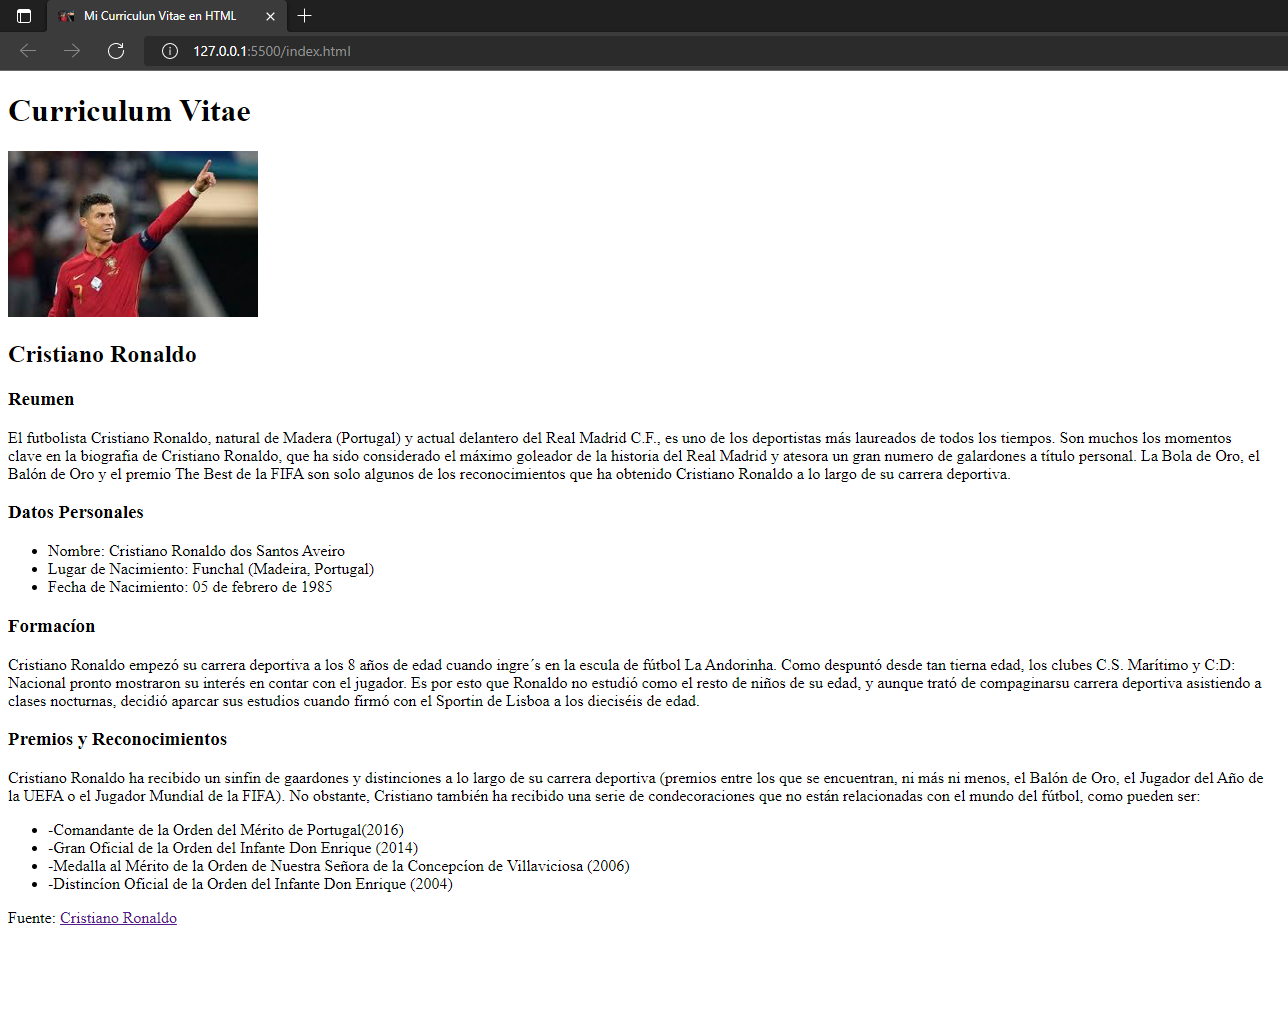 Mi Curriculun Vitae en HTML
127.0.0.1:5500/index.html
Curriculum Vitae
7
Cristiano Ronaldo
Reumen
El futbolista Cristiano Ronaldo, natural de Madera (Portugal) y actual delantero del Real Madrid C.F., es uno de los deportistas más laureados de todos los tiempos. Son muchos los momentos
clave en la biografía de Cristiano Ronaldo, que ha sido considerado el máximo goleador de la historia del Real Madrid y atesora un gran numero de galardones a título personal. La Bola de Oro, el
Balón de Oro y el premio The Best de la FIFA son solo algunos de los reconocimientos que ha obtenido Cristiano Ronaldo a lo largo de su carrera deportiva.
Datos Personales
• Nombre: Cristiano Ronaldo dos Santos Aveiro
• Lugar de Nacimiento: Funchal (Madeira, Portugal)
• Fecha de Nacimiento: 05 de febrero de 1985
Formacíon
Cristiano Ronaldo empezó su carrera deportiva a los 8 años de edad cuando ingre´s en la escula de fútbol La Andorinha. Como despuntó desde tan tierna edad, los clubes C.S. Marítimo y C:D:
Nacional pronto mostraron su interés en contar con el jugador. Es por esto que Ronaldo no estudió como el resto de niños de su edad, y aunque trató de compaginarsu carrera deportiva asistiendo a
clases nocturnas, decidió aparcar sus estudios cuando firmó con el Sportin de Lisboa a los dieciséis de edad.
Premios y Reconocimientos
Cristiano Ronaldo ha recibido un sinfin de gaardones y distinciones a lo largo de su carrera deportiva (premios entre los que se encuentran, ni más ni menos, el Balón de Oro, el Jugador del Año de
la UEFA o el Jugador Mundial de la FIFA). No obstante, Cristiano también ha recibido una serie de condecoraciones que no están relacionadas con el mundo del fútbol, como pueden ser:
• -Comandante de la Orden del Mérito de Portugal(2016)
• -Gran Oficial de la Orden del Infante Don Enrique (2014)
• -Medalla al Mérito de la Orden de Nuestra Señora de la Concepcíon de Villaviciosa (2006)
• -Distincíon Oficial de la Orden del Infante Don Enrique (2004)
Fuente: Cristiano Ronaldo